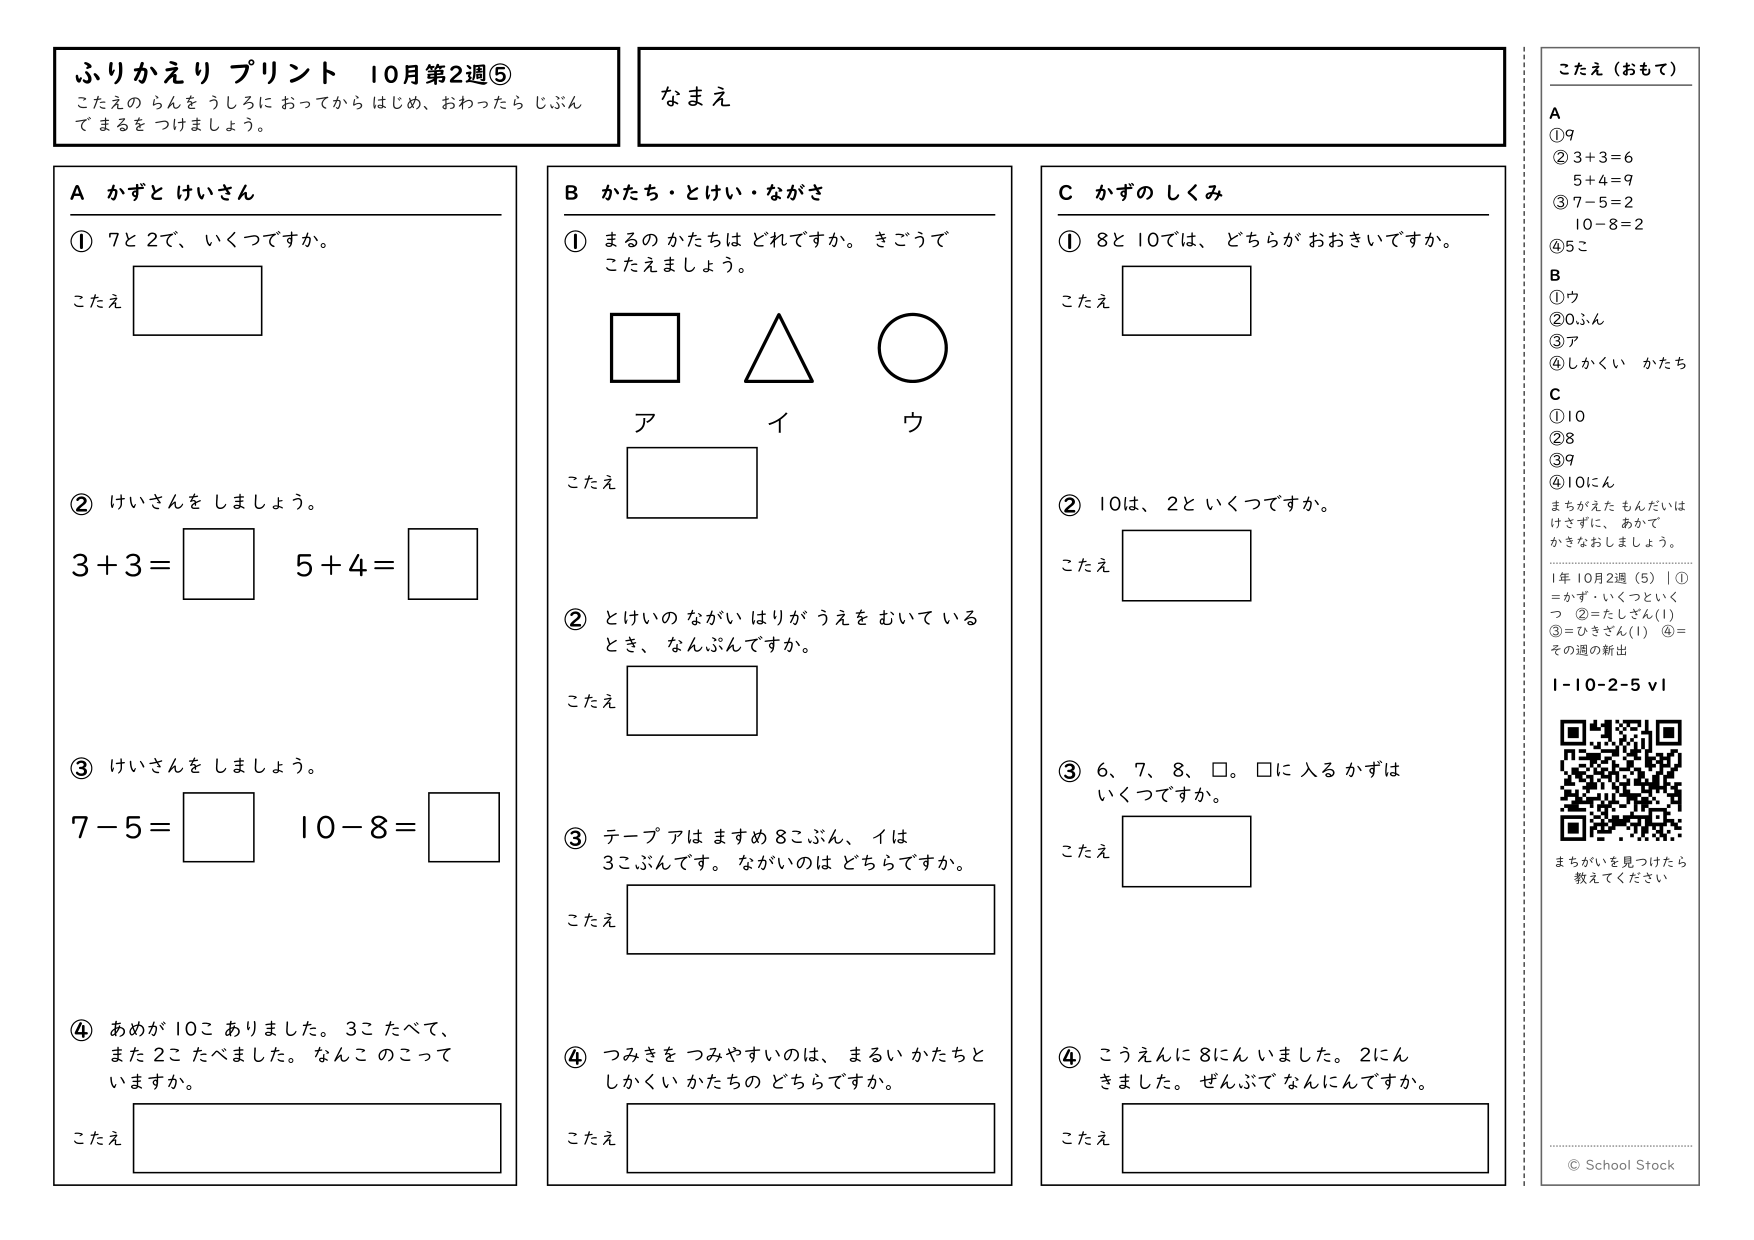 ふりかえり プリント　10月第2週⑤
こたえの らんを うしろに おってから はじめ、おわったら じぶん
で まるを つけましょう。
なまえ
A　かずと けいさん
① 7と 2で、 いくつですか。
こたえ
② けいさんを しましょう。
3＋3＝　5＋4＝
③ けいさんを しましょう。
7－5＝　10－8＝
④ あめが 10こ ありました。 3こ たべて、
また 2こ たべました。 なんこ のこって
いますか。
こたえ
B　かたち・とけい・ながさ
① まるの かたちは どれですか。 きごうで
こたえましょう。
ア　イ　ウ
こたえ
② とけいの ながい はりが うえを むいて いる
とき、 なんぷんですか。
こたえ
③ テープ アは ますめ 8こぶん、 イは
3こぶんです。 ながいのは どちらですか。
こたえ
④ つみきを つみやすいのは、 まるい かたちと
しかくい かたちの どちらですか。
こたえ
C　かずの しくみ
① 8と 10では、 どちらが おおきいですか。
こたえ
② 10は、 2と いくつですか。
こたえ
③ 6、 7、 8、 □。 □に 入る かずは
いくつですか。
こたえ
④ こうえんに 8にん いました。 2にん
きました。 ぜんぶで なんにんですか。
こたえ
こたえ（おもて）
A
①9
②3＋3＝6
5＋4＝9
③7－5＝2
10－8＝2
④5こ
B
①ウ
②0ふん
③ア
④しかくい　かたち
C
①10
②8
③9
④10にん
まちがえた もんだいは
けさずに、 あかで
かきなおしましょう。
1年 10月2週（5）｜①
＝かず・いくつといく
つ　②＝たしざん(1)
③＝ひきざん(1)　④＝
その週の新出
1-10-2-5 v1
まちがいを見つけたら
教えてください
© School Stock